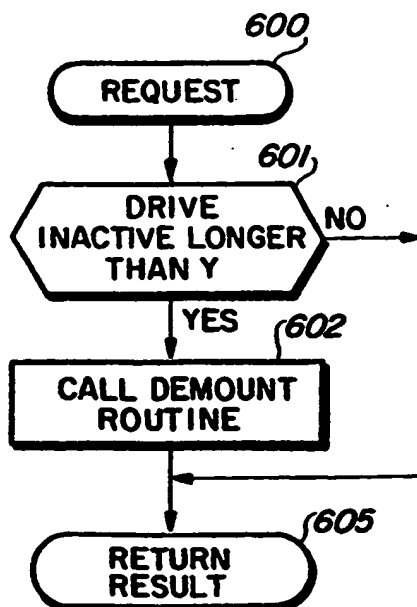 600
REQUEST
601
DRIVE
INACTIVE LONGER
THAN Y
NO
YES
602
CALL DEMOUNT
ROUTINE
605
RETURN
RESULT